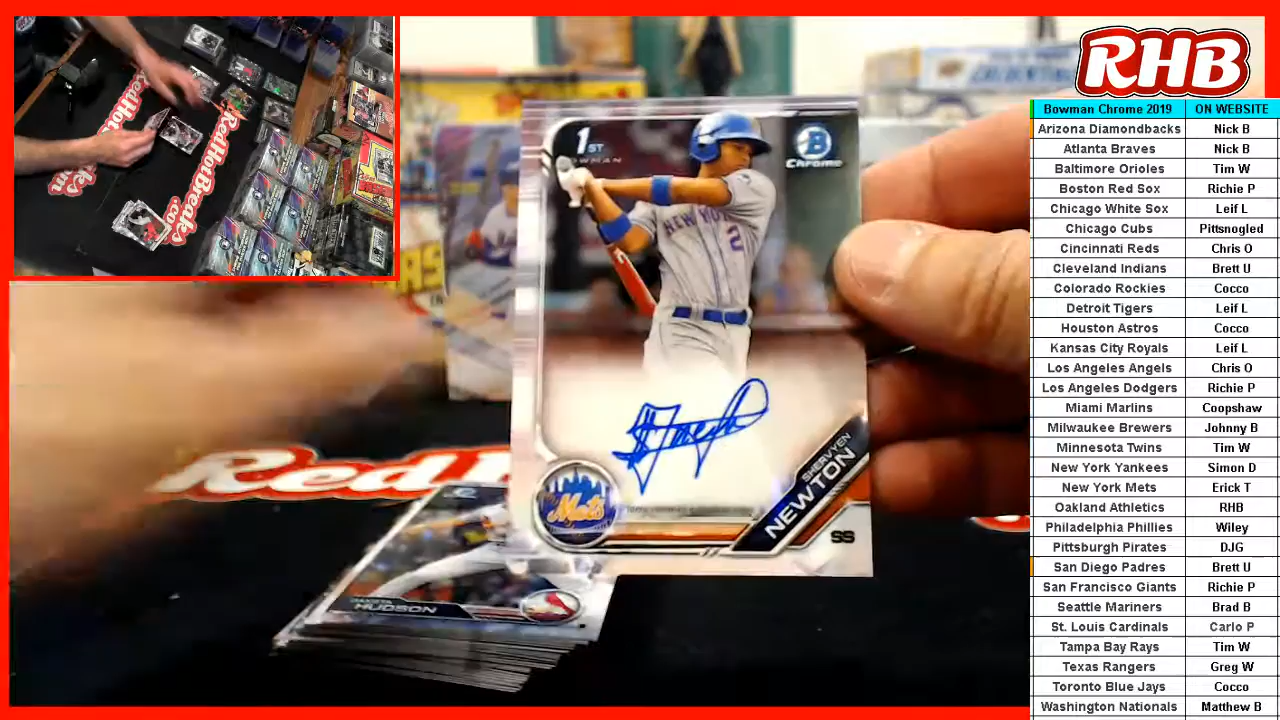 RHB
Bowman Chrome 2019 ON WEBSITE
Arizona Diamondbacks Nick B
Atlanta Braves Nick B
Baltimore Orioles Tim W
Boston Red Sox Richie P
Chicago White Sox Leif L
Chicago Cubs Pittsnogled
Cincinnati Reds Chris O
Cleveland Indians Brett U
Colorado Rockies Cocco
Detroit Tigers Leif L
Houston Astros Cocco
Kansas City Royals Leif L
Los Angeles Angels Chris O
Los Angeles Dodgers Richie P
Miami Marlins Coopshaw
Milwaukee Brewers Johnny B
Minnesota Twins Tim W
New York Yankees Simon D
New York Mets Erick T
Oakland Athletics RHB
Philadelphia Phillies Wiley
Pittsburgh Pirates DJG
San Diego Padres Brett U
San Francisco Giants Richie P
Seattle Mariners Brad B
St. Louis Cardinals Carlo P
Tampa Bay Rays Tim W
Texas Rangers Greg W
Toronto Blue Jays Cocco
Washington Nationals Matthew B
RedHotBreaks
.com
1ST
BOWMAN
B
Chrome
NEW YORK
2
Mets
SHERVYEN
NEWTON
SS
HUDSON